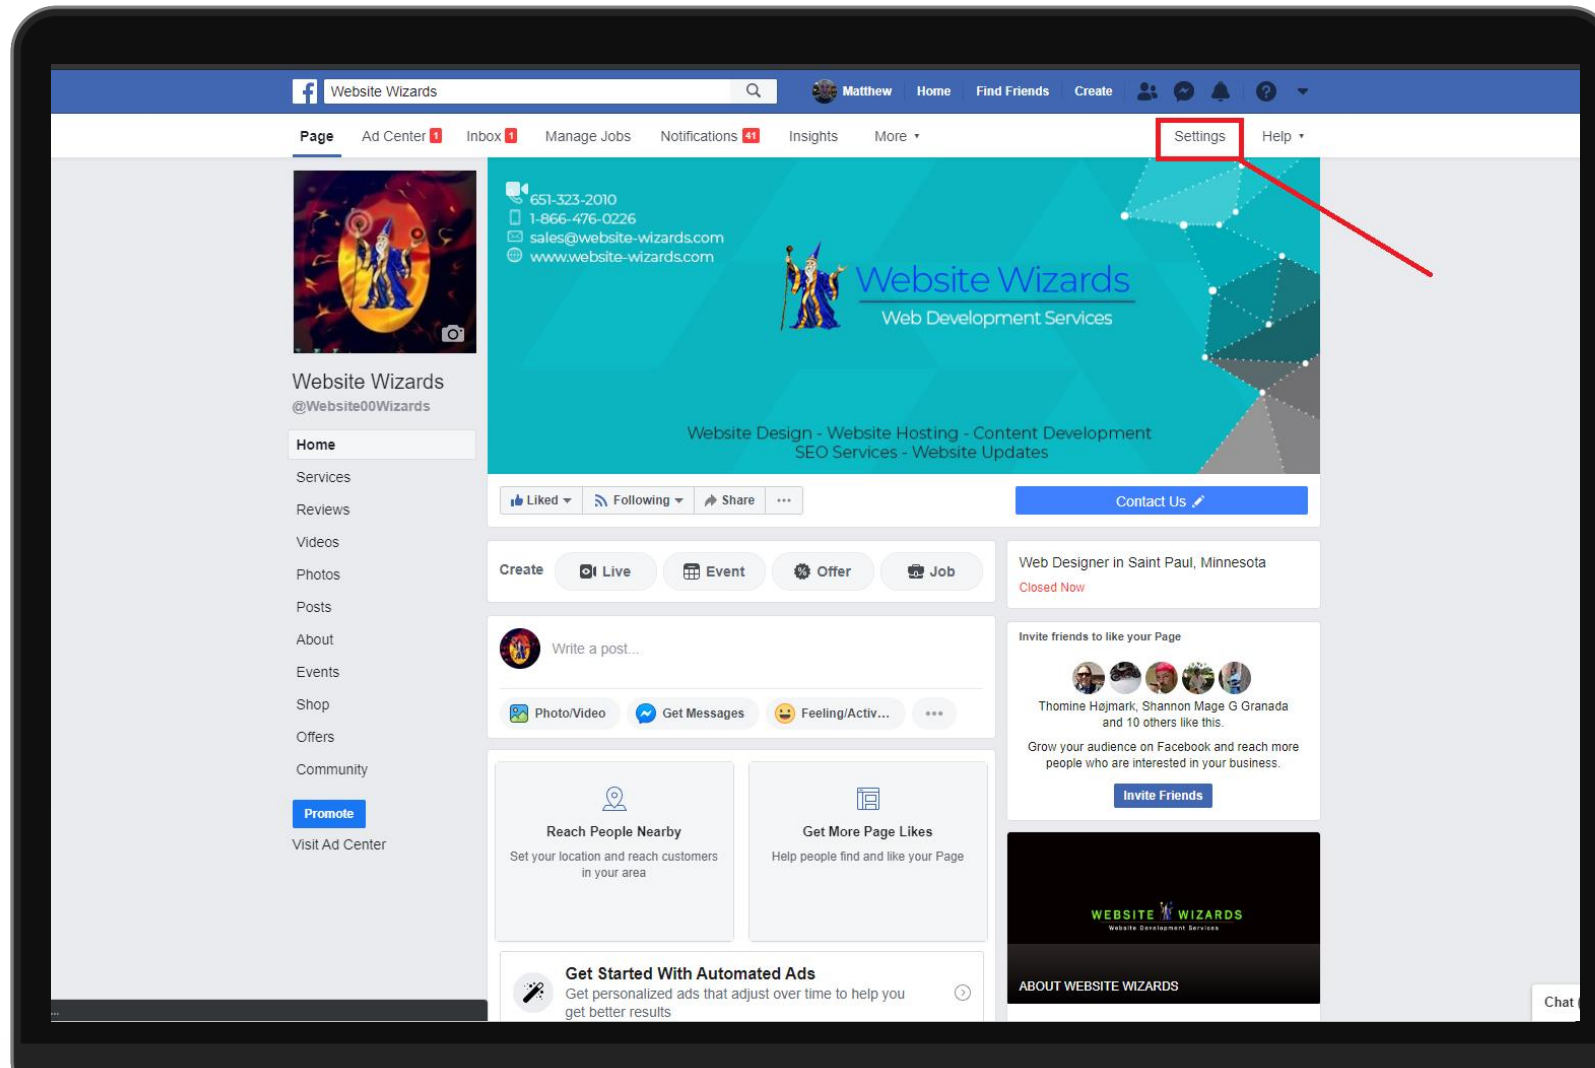 Website Wizards
Matthew Home Find Friends Create
Page Ad Center 1 Inbox 1 Manage Jobs Notifications 41 Insights More Settings Help
651-323-2010
1-866-476-0226
sales@website-wizards.com
www.website-wizards.com
Website Wizards
Web Development Services
Website Design - Website Hosting - Content Development
SEO Services - Website Updates
Website Wizards
@Website00Wizards
Home
Services
Reviews
Videos
Photos
Posts
About
Events
Shop
Offers
Community
Promote
Visit Ad Center
Liked Following Share ...
Contact Us
Create Live Event Offer Job
Write a post...
Photo/Video Get Messages Feeling/Activ... ...
Reach People Nearby
Set your location and reach customers
in your area
Get More Page Likes
Help people find and like your Page
Get Started With Automated Ads
Get personalized ads that adjust over time to help you
get better results
Web Designer in Saint Paul, Minnesota
Closed Now
Invite friends to like your Page
Thomine Højmark, Shannon Mage G Granada
and 10 others like this.
Grow your audience on Facebook and reach more
people who are interested in your business.
Invite Friends
WEBSITE WIZARDS
Website Development Services
ABOUT WEBSITE WIZARDS
Chat (
...